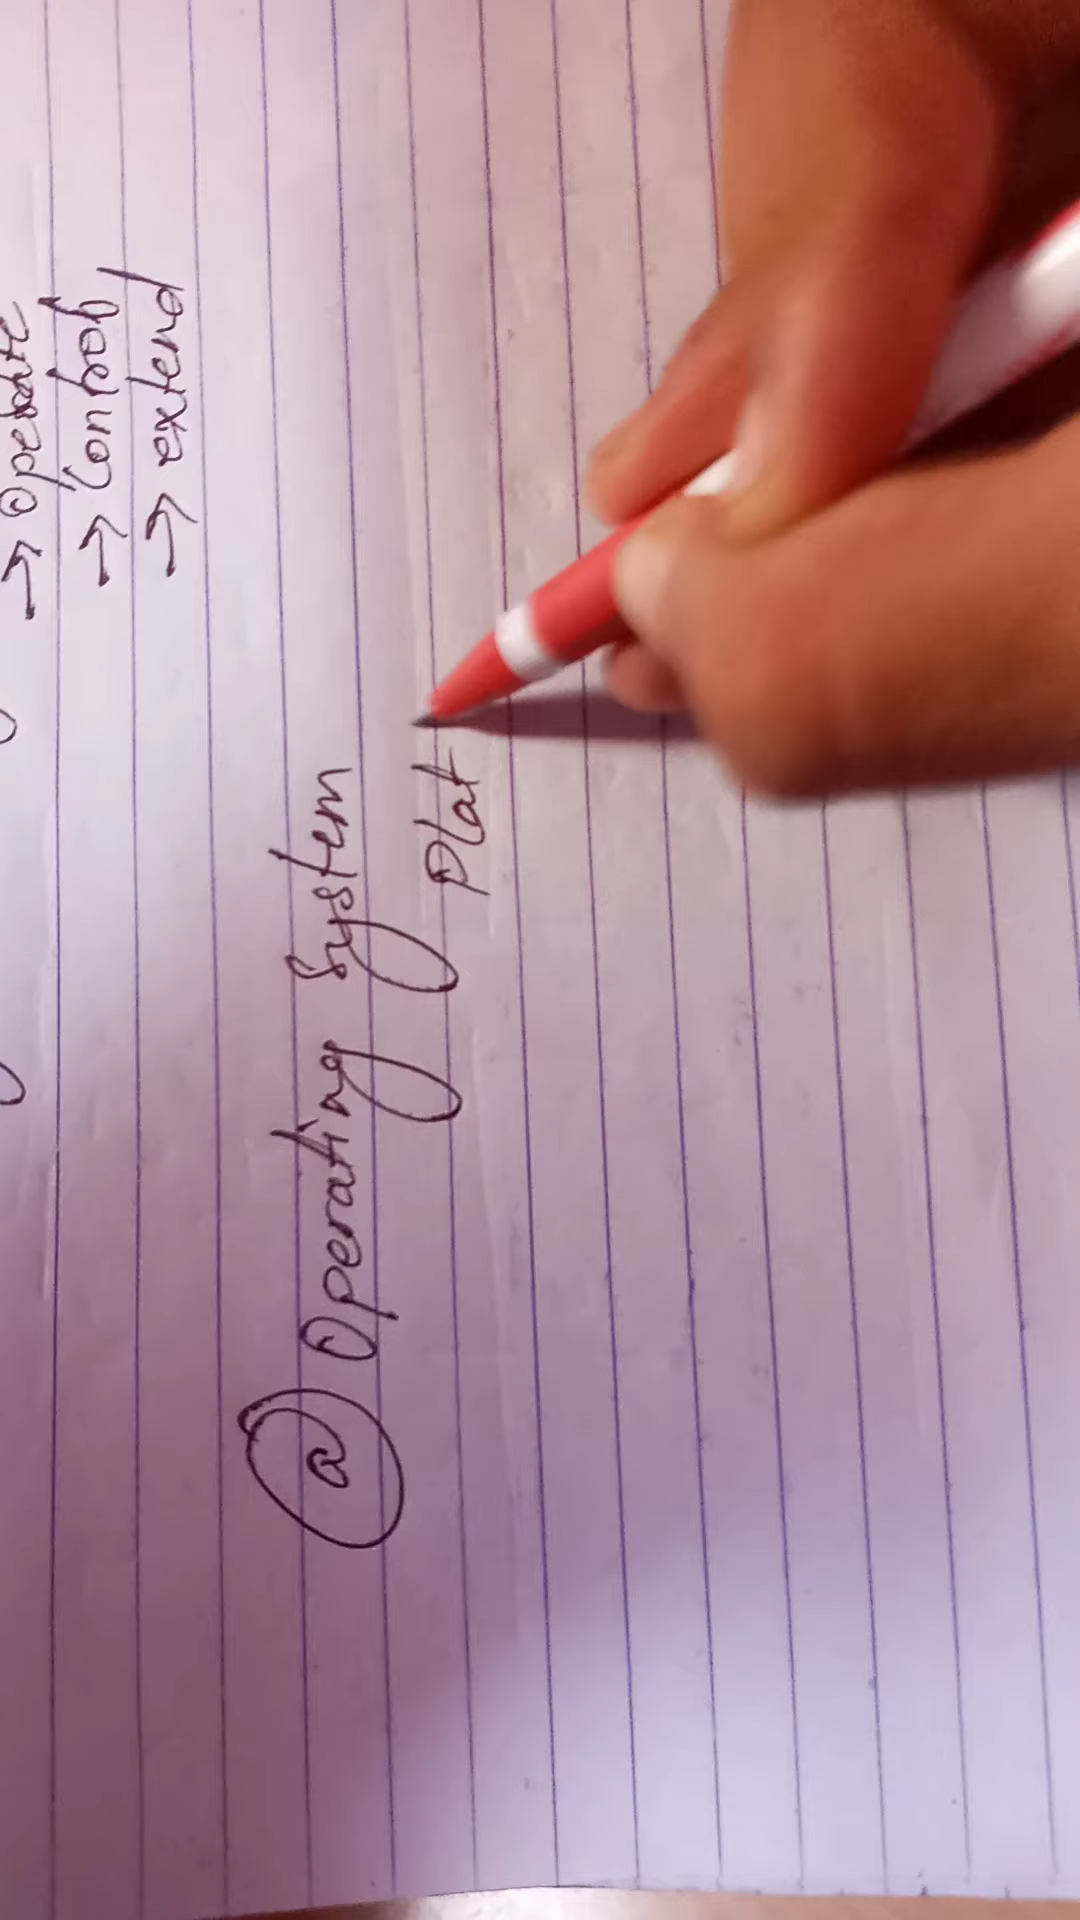 → Operate
→ Control
→ extend
a Operating System
Plat